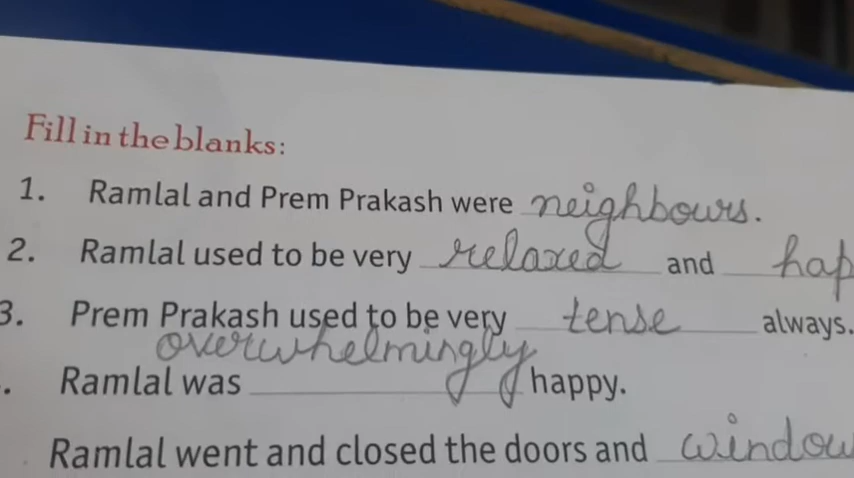 Fill in the blanks:
1. Ramlal and Prem Prakash were neighbours.
2. Ramlal used to be very relaxed and hap
3. Prem Prakash used to be very tense always.
. Ramlal was overwhelmingly happy.
Ramlal went and closed the doors and window